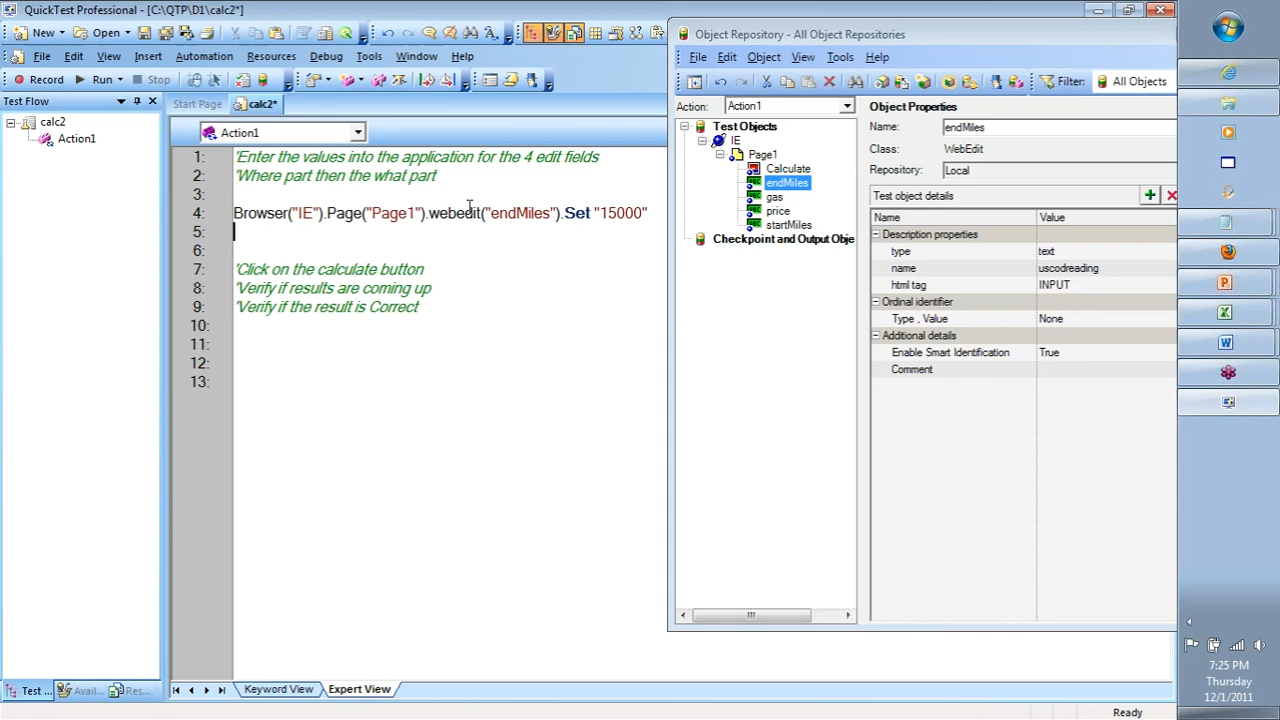 QuickTest Professional - [C:\QTP\D1\calc2*]
New
Open
File Edit View Insert Automation Resources Debug Tools Window Help
Record
Run
Stop
Test Flow
calc2
Action1
Start Page
calc2*
Action1
1: 'Enter the values into the application for the 4 edit fields
2: 'Where part then the what part
3:
4: Browser("IE").Page("Page1").webedit("endMiles").Set "15000"
5:
6:
7: 'Click on the calculate button
8: 'Verify if results are coming up
9: 'Verify if the result is Correct
10:
11:
12:
13:
Test ...
Avai...
Res...
Keyword View
Expert View
Object Repository - All Object Repositories
File Edit Object View Tools Help
Filter: All Objects
Action: Action1
Test Objects
IE
Page1
Calculate
endMiles
gas
price
startMiles
Checkpoint and Output Obje
Object Properties
Name: endMiles
Class: WebEdit
Repository: Local
Test object details
Name Value
Description properties
type text
name uscodreading
html tag INPUT
Ordinal identifier
Type , Value None
Additional details
Enable Smart Identification True
Comment
7:25 PM
Thursday
12/1/2011
Ready